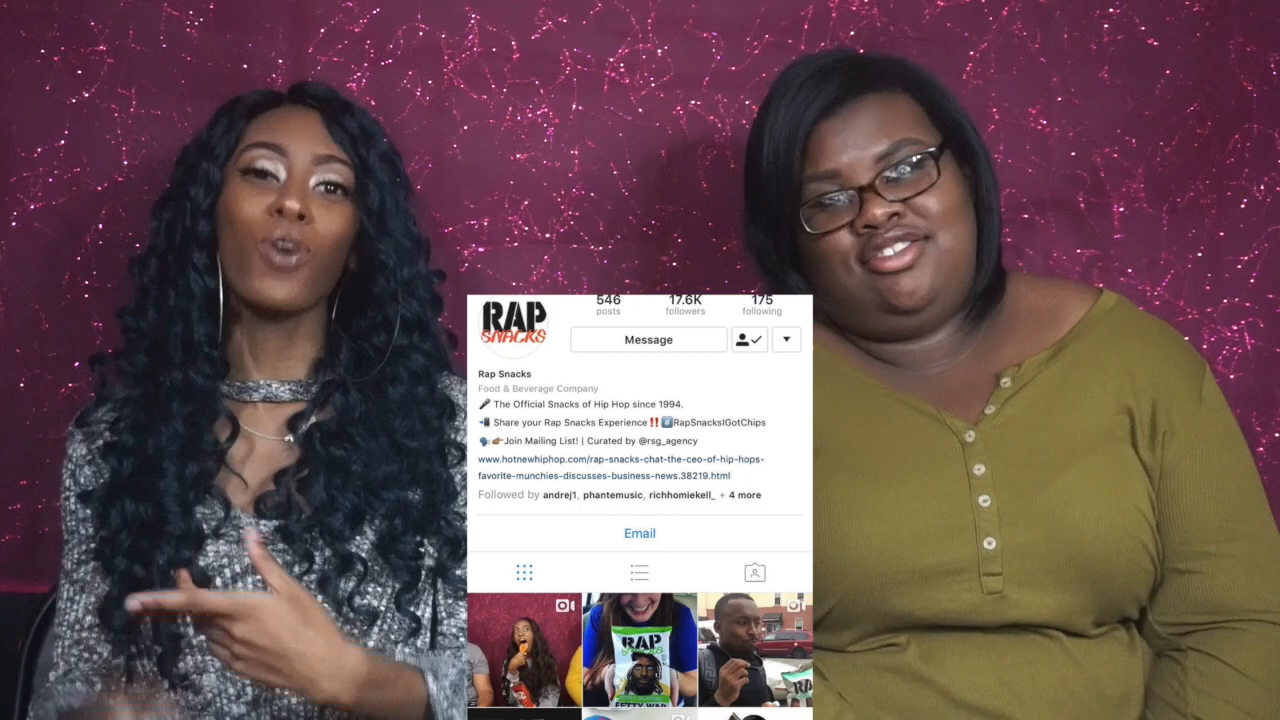 RAP
SNACKS
546
17.6K
175
posts
followers
following
Message
Rap Snacks
Food & Beverage Company
🎤 The Official Snacks of Hip Hop since 1994.
📲 Share your Rap Snacks Experience ‼️#️⃣RapSnacksIGotChips
🗣👉🏽Join Mailing List! | Curated by @rsg_agency
www.hotnewhiphop.com/rap-snacks-chat-the-ceo-of-hip-hops-
favorite-munchies-discusses-business-news.38219.html
Followed by andrej1, phantemusic, richhomiekell_ + 4 more
Email
RAP
SNACKS
FETTY WAP